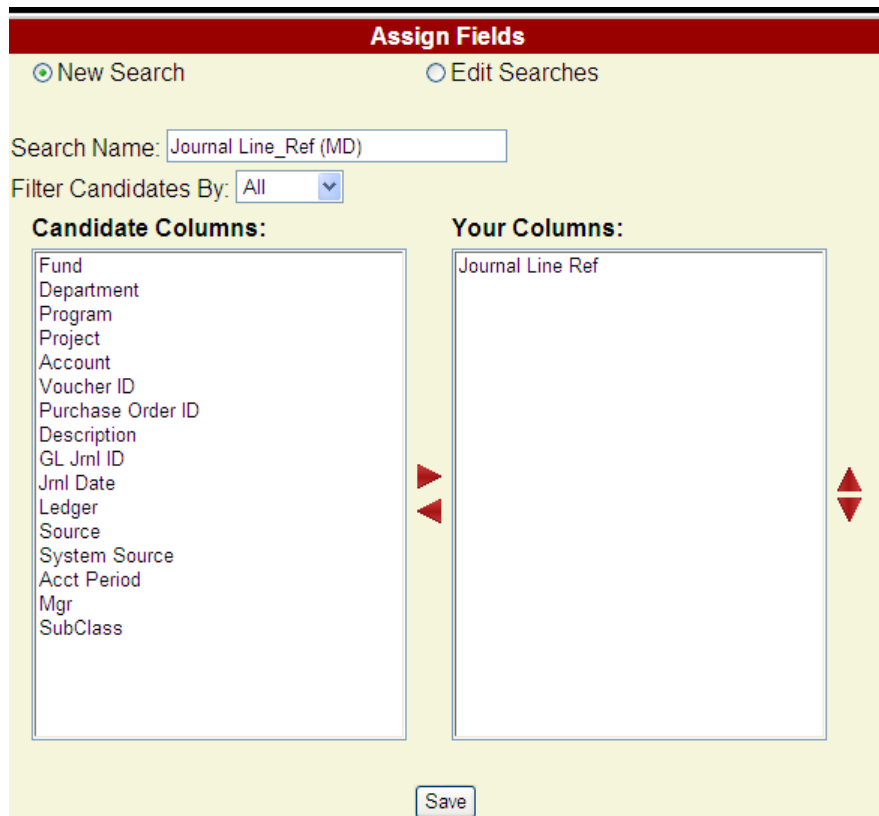 Assign Fields
New Search Edit Searches
Search Name: Journal Line_Ref (MD)
Filter Candidates By: All
Candidate Columns: Your Columns:
Fund Journal Line Ref
Department
Program
Project
Account
Voucher ID
Purchase Order ID
Description
GL Jrnl ID
Jrnl Date
Ledger
Source
System Source
Acct Period
Mgr
SubClass
Save